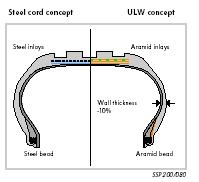 Steel cord concept
ULW concept
Steel inlays
Aramid inlays
Wall thickness
-10%
Steel bead
Aramid bead
SSP 200/080